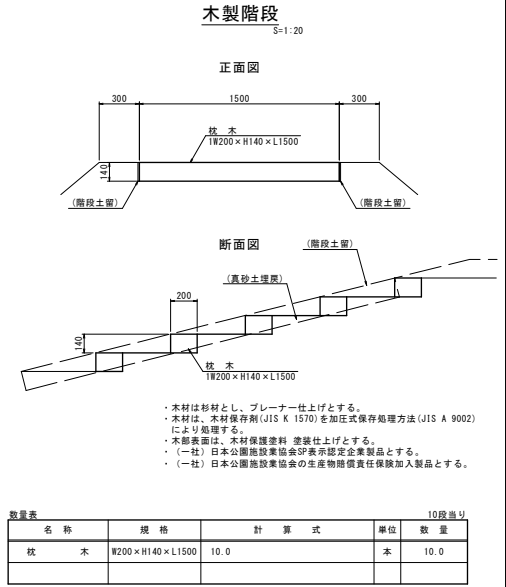 木製階段
S=1:20
正面図
300 1500 300
枕 木
1W200×H140×L1500
140
(階段土留) (階段土留)
断面図
(階段土留)
(真砂土埋戻)
200
140
枕 木
1W200×H140×L1500
・木材は杉材とし、プレーナー仕上げとする。
・木材は、木材保存剤(JIS K 1570)を加圧式保存処理方法(JIS A 9002)
により処理する。
・木部表面は、木材保護塗料 塗装仕上げとする。
・（一社）日本公園施設業協会SP表示認定企業製品とする。
・（一社）日本公園施設業協会の生産物賠償責任保険加入製品とする。
数量表 10段当り
名 称 規 格 計 算 式 単位 数 量
枕 木 W200×H140×L1500 10.0 本 10.0